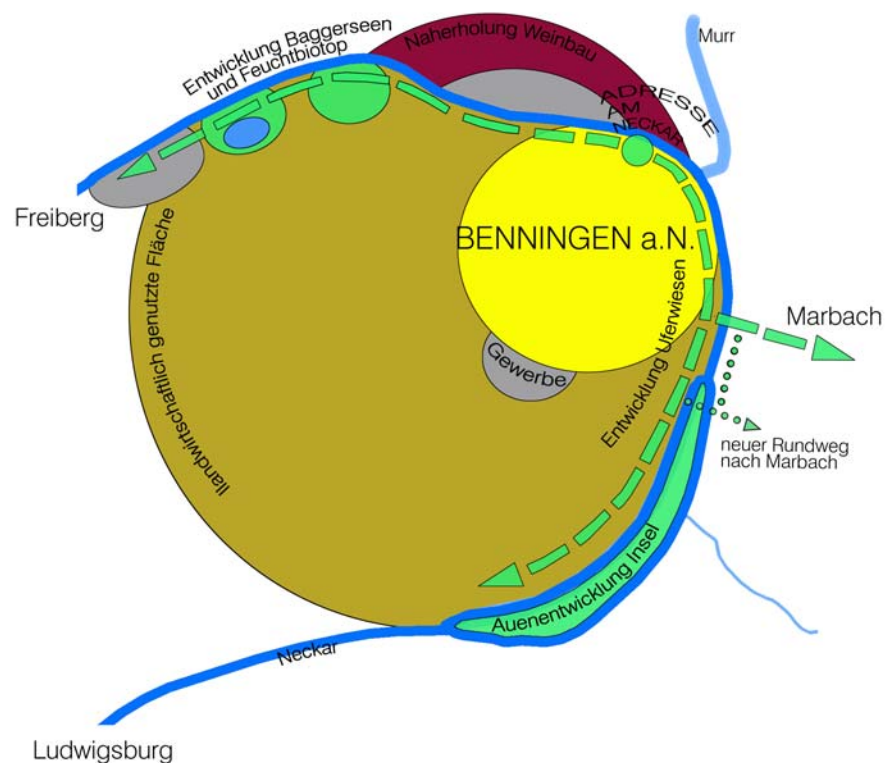 Murr
Naherholung Weinbau
Entwicklung Baggerseen
und Feuchtbiotop
ADRESSE
AM
NECKAR
Freiberg
BENNINGEN a.N.
llandwirtschaftlich genutzte Fläche
Entwicklung Uferwiesen
Marbach
Gewerbe
neuer Rundweg
nach Marbach
Auenentwicklung Insel
Neckar
Ludwigsburg